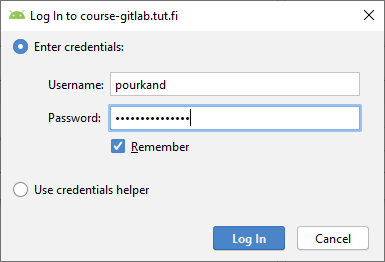 Log In to course-gitlab.tut.fi
Enter credentials:
Username: pourkand
Password: •••••••••••••••
Remember
Use credentials helper
Log In Cancel